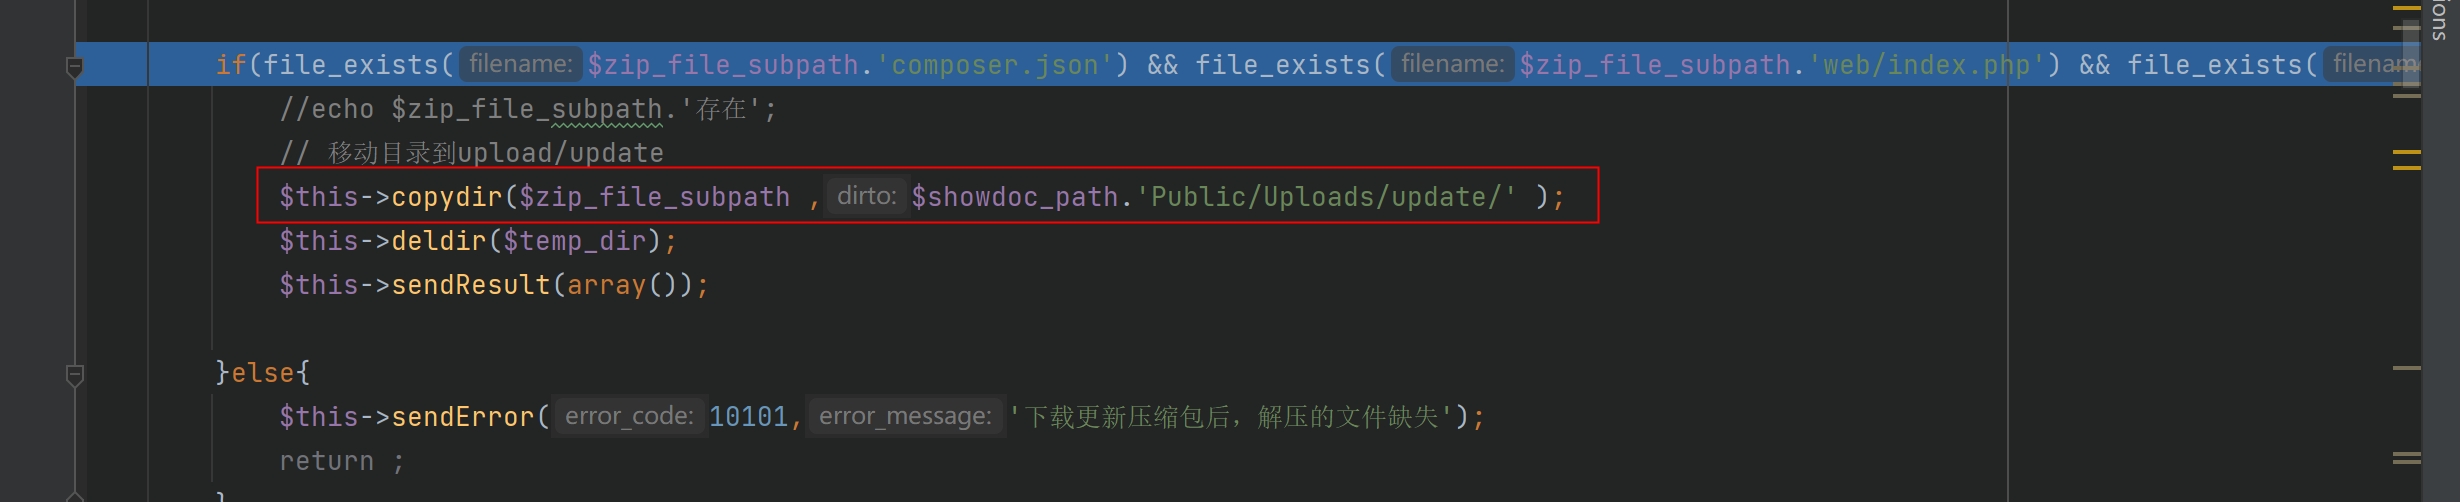 if(file_exists( filename: $zip_file_subpath.'composer.json') && file_exists( filename: $zip_file_subpath.'web/index.php') && file_exists(
//echo $zip_file_subpath.'存在';
// 移动目录到upload/update
$this->copydir($zip_file_subpath , dirto: $showdoc_path.'Public/Uploads/update/' );
$this->deldir($temp_dir);
$this->sendResult(array());
}else{
$this->sendError( error_code: 10101, error_message: '下载更新压缩包后，解压的文件缺失');
return ;
}